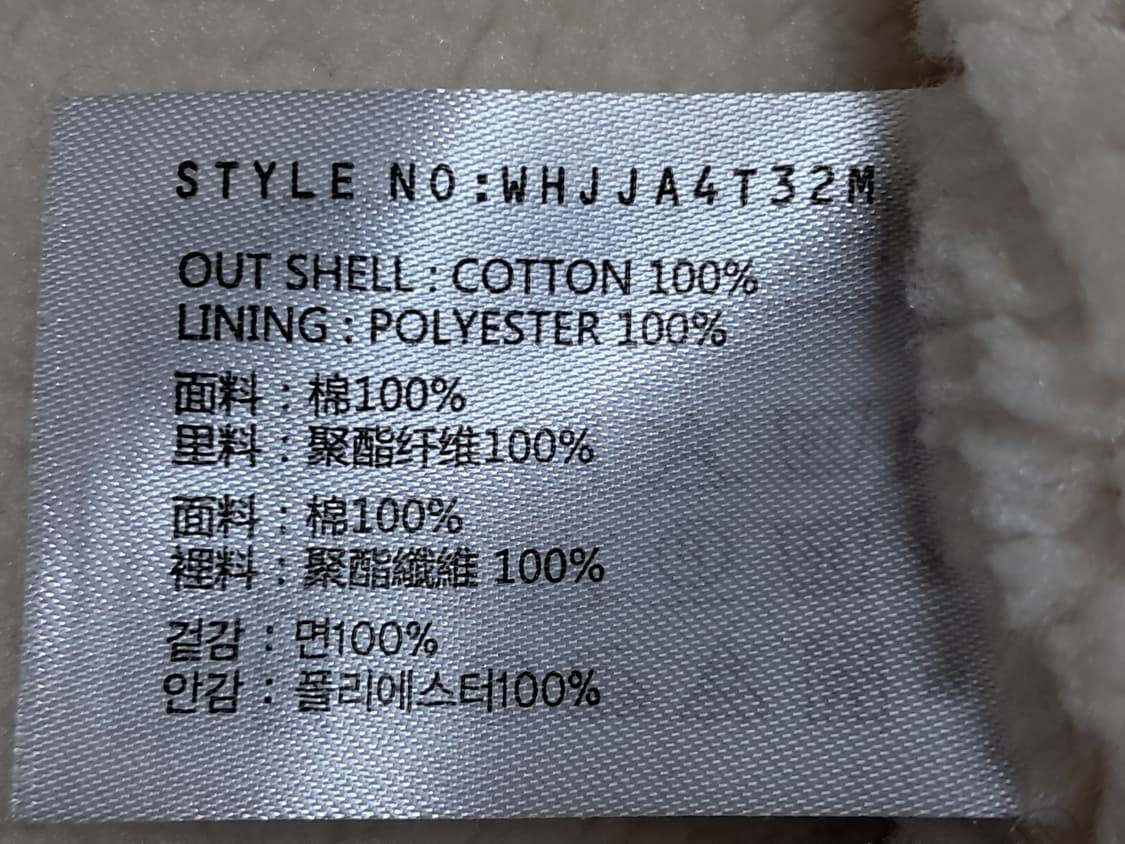 STYLE NO:WHJJA4T32M
OUT SHELL : COTTON 100%
LINING : POLYESTER 100%
面料 : 棉100%
里料 : 聚酯纤维100%
面料 : 棉100%
裡料 : 聚酯纖維 100%
겉감 : 면100%
안감 : 폴리에스터100%